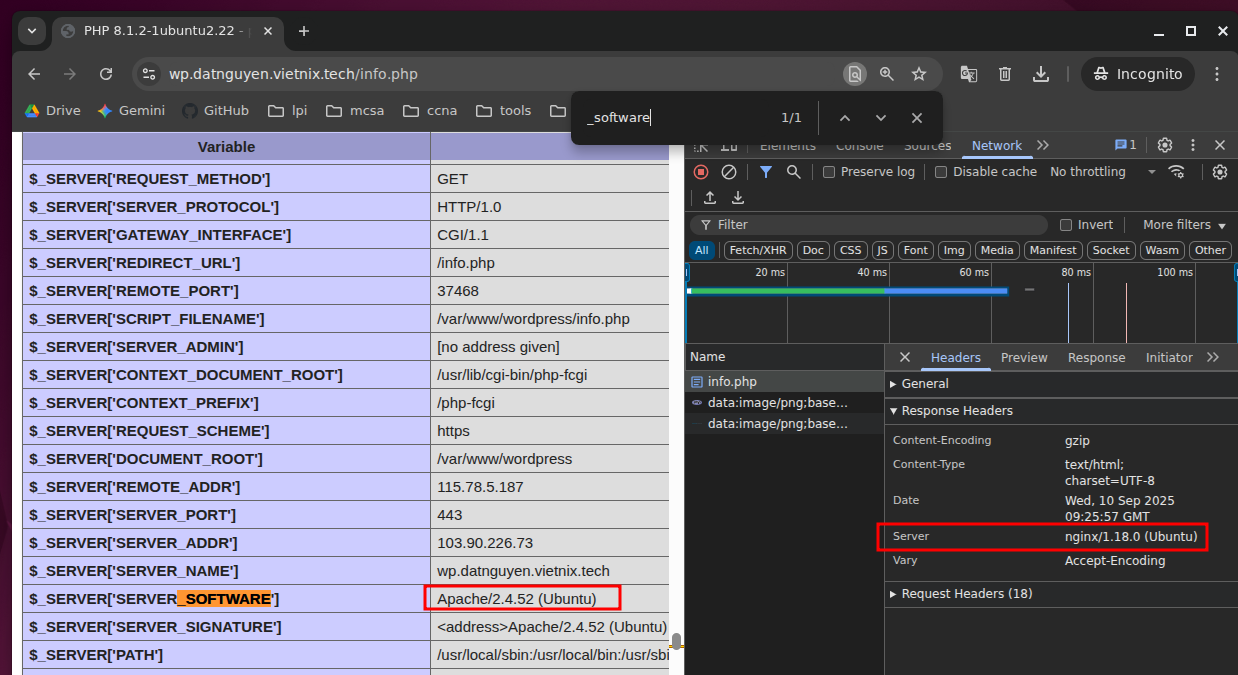 PHP 8.1.2-1ubuntu2.22 -
wp.datnguyen.vietnix.tech/info.php
Incognito
Drive
Gemini
GitHub
lpi
mcsa
ccna
tools
_software
1/1
Variable
$_SERVER['REQUEST_METHOD'] GET
$_SERVER['SERVER_PROTOCOL'] HTTP/1.0
$_SERVER['GATEWAY_INTERFACE'] CGI/1.1
$_SERVER['REDIRECT_URL'] /info.php
$_SERVER['REMOTE_PORT'] 37468
$_SERVER['SCRIPT_FILENAME'] /var/www/wordpress/info.php
$_SERVER['SERVER_ADMIN'] [no address given]
$_SERVER['CONTEXT_DOCUMENT_ROOT'] /usr/lib/cgi-bin/php-fcgi
$_SERVER['CONTEXT_PREFIX'] /php-fcgi
$_SERVER['REQUEST_SCHEME'] https
$_SERVER['DOCUMENT_ROOT'] /var/www/wordpress
$_SERVER['REMOTE_ADDR'] 115.78.5.187
$_SERVER['SERVER_PORT'] 443
$_SERVER['SERVER_ADDR'] 103.90.226.73
$_SERVER['SERVER_NAME'] wp.datnguyen.vietnix.tech
$_SERVER['SERVER_SOFTWARE'] Apache/2.4.52 (Ubuntu)
$_SERVER['SERVER_SIGNATURE'] <address>Apache/2.4.52 (Ubuntu)
$_SERVER['PATH'] /usr/local/sbin:/usr/local/bin:/usr/sbi
Elements Console Sources Network 1
Preserve log Disable cache No throttling
Filter Invert More filters
All Fetch/XHR Doc CSS JS Font Img Media Manifest Socket Wasm Other
20 ms 40 ms 60 ms 80 ms 100 ms
Name
info.php
data:image/png;base...
data:image/png;base...
Headers Preview Response Initiator
General
Response Headers
Content-Encoding gzip
Content-Type text/html;
charset=UTF-8
Date Wed, 10 Sep 2025
09:25:57 GMT
Server nginx/1.18.0 (Ubuntu)
Vary Accept-Encoding
Request Headers (18)